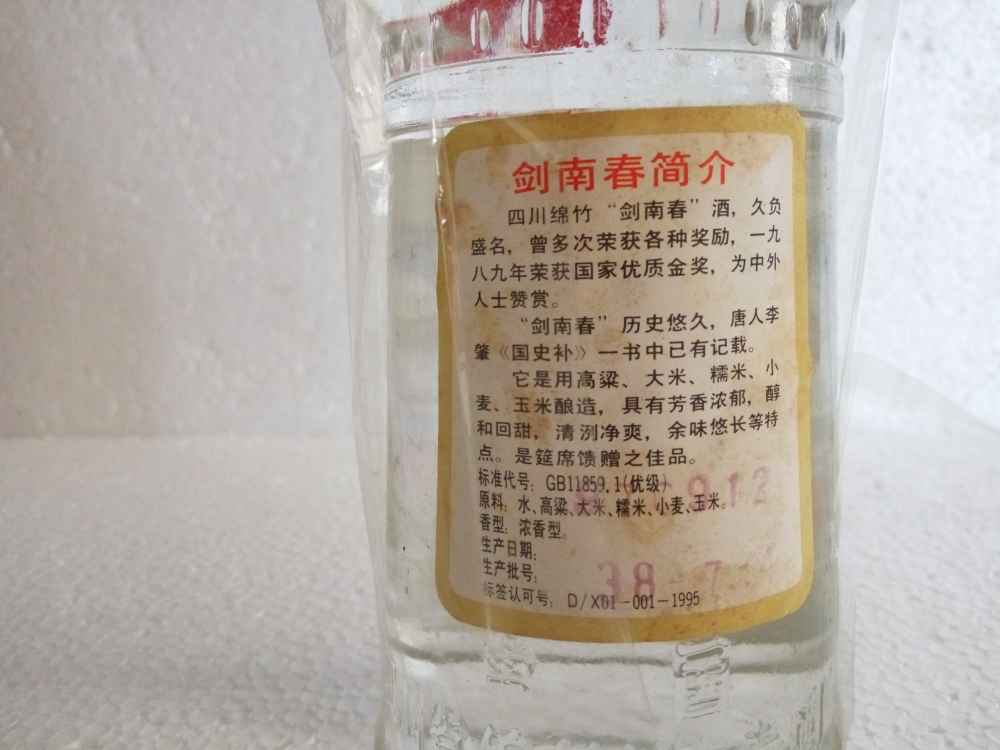 剑南春简介
四川绵竹“剑南春”酒，久负
盛名，曾多次荣获各种奖励，一九
八九年荣获国家优质金奖，为中外
人士赞赏。
“剑南春”历史悠久，唐人李
肇《国史补》一书中已有记载。
它是用高粱、大米、糯米、小
麦、玉米酿造，具有芳香浓郁，醇
和回甜，清洌净爽，余味悠长等特
点。是筵席馈赠之佳品。
标准代号：GB11859.1(优级)
原料：水、高粱、大米、糯米、小麦、玉米。
香型：浓香型。
生产日期：
生产批号：
标签认可号：D/X01-001-1995